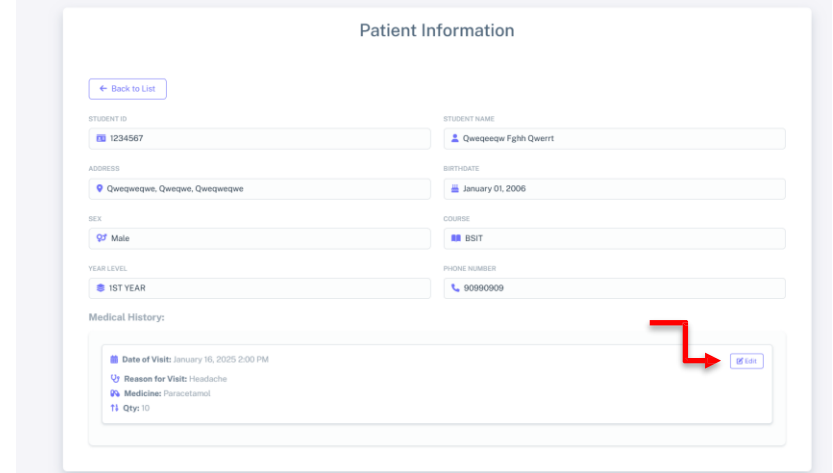 Patient Information
Back to List
STUDENT ID
STUDENT NAME
1234567
Qweqeeqw Fghh Qwerrt
ADDRESS
BIRTHDATE
Qweqweqwe, Qweqwe, Qweqweqwe
January 01, 2006
SEX
COURSE
Male
BSIT
YEAR LEVEL
PHONE NUMBER
1ST YEAR
90990909
Medical History:
Date of Visit: January 16, 2025 2:00 PM
Edit
Reason for Visit: Headache
Medicine: Paracetamol
Qty: 10